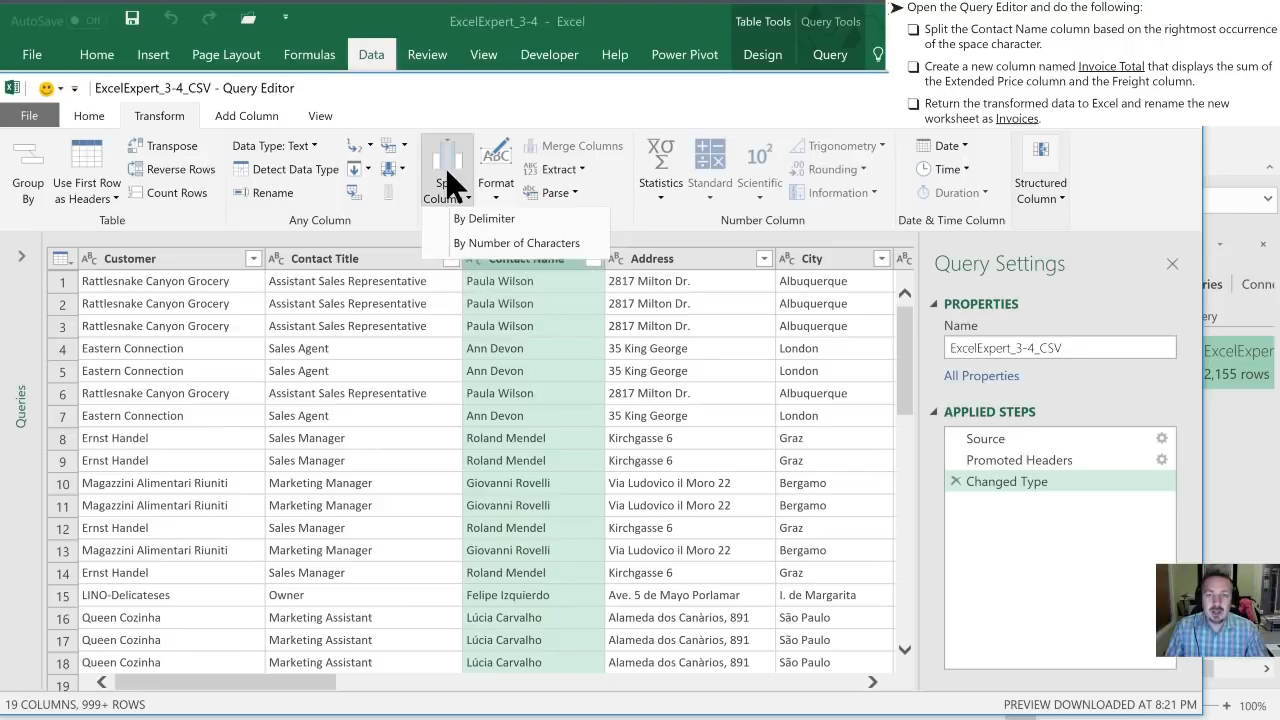 AutoSave Off
ExcelExpert_3-4 - Excel
Table Tools
Query Tools
File
Home
Insert
Page Layout
Formulas
Data
Review
View
Developer
Help
Power Pivot
Design
Query
Open the Query Editor and do the following:
Split the Contact Name column based on the rightmost occurrence
of the space character.
Create a new column named Invoice Total that displays the sum of
the Extended Price column and the Freight column.
Return the transformed data to Excel and rename the new
worksheet as Invoices.
ExcelExpert_3-4_CSV - Query Editor
File
Home
Transform
Add Column
View
Group
By
Use First Row
as Headers
Transpose
Reverse Rows
Count Rows
Table
Data Type: Text
Detect Data Type
Rename
Any Column
Format
Merge Columns
Extract
Parse
By Delimiter
By Number of Characters
Statistics
Standard
Scientific
Trigonometry
Rounding
Information
Number Column
Date
Time
Duration
Date & Time Column
Structured
Column
Customer
Contact Title
Contact Name
Address
City
1 Rattlesnake Canyon Grocery Assistant Sales Representative Paula Wilson 2817 Milton Dr. Albuquerque
2 Rattlesnake Canyon Grocery Assistant Sales Representative Paula Wilson 2817 Milton Dr. Albuquerque
3 Rattlesnake Canyon Grocery Assistant Sales Representative Paula Wilson 2817 Milton Dr. Albuquerque
4 Eastern Connection Sales Agent Ann Devon 35 King George London
5 Eastern Connection Sales Agent Ann Devon 35 King George London
6 Rattlesnake Canyon Grocery Assistant Sales Representative Paula Wilson 2817 Milton Dr. Albuquerque
7 Eastern Connection Sales Agent Ann Devon 35 King George London
8 Ernst Handel Sales Manager Roland Mendel Kirchgasse 6 Graz
9 Ernst Handel Sales Manager Roland Mendel Kirchgasse 6 Graz
10 Magazzini Alimentari Riuniti Marketing Manager Giovanni Rovelli Via Ludovico il Moro 22 Bergamo
11 Magazzini Alimentari Riuniti Marketing Manager Giovanni Rovelli Via Ludovico il Moro 22 Bergamo
12 Ernst Handel Sales Manager Roland Mendel Kirchgasse 6 Graz
13 Magazzini Alimentari Riuniti Marketing Manager Giovanni Rovelli Via Ludovico il Moro 22 Bergamo
14 Ernst Handel Sales Manager Roland Mendel Kirchgasse 6 Graz
15 LINO-Delicateses Owner Felipe Izquierdo Ave. 5 de Mayo Porlamar I. de Margarita
16 Queen Cozinha Marketing Assistant Lúcia Carvalho Alameda dos Canàrios, 891 São Paulo
17 Queen Cozinha Marketing Assistant Lúcia Carvalho Alameda dos Canàrios, 891 São Paulo
18 Queen Cozinha Marketing Assistant Lúcia Carvalho Alameda dos Canàrios, 891 São Paulo
19
Queries
Query Settings
PROPERTIES
Name
ExcelExpert_3-4_CSV
All Properties
APPLIED STEPS
Source
Promoted Headers
Changed Type
ries
Conne
ery
ExcelExper
2,155 rows
19 COLUMNS, 999+ ROWS
PREVIEW DOWNLOADED AT 8:21 PM
100%